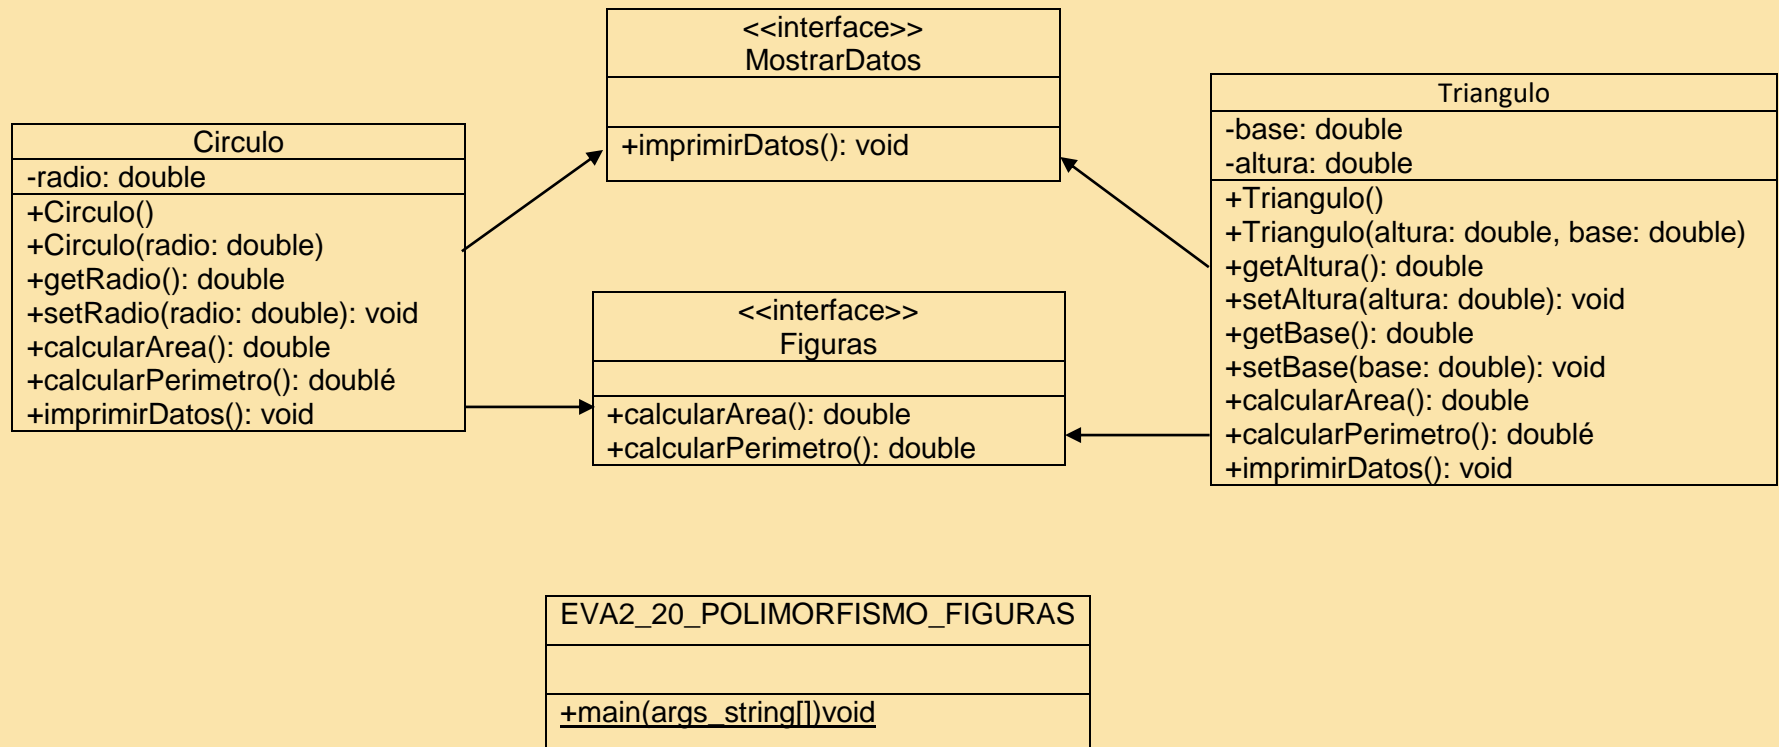 <<interface>>
MostrarDatos
+imprimirDatos(): void
Circulo
-radio: double
+Circulo()
+Circulo(radio: double)
+getRadio(): double
+setRadio(radio: double): void
+calcularArea(): double
+calcularPerimetro(): doublé
+imprimirDatos(): void
<<interface>>
Figuras
+calcularArea(): double
+calcularPerimetro(): double
Triangulo
-base: double
-altura: double
+Triangulo()
+Triangulo(altura: double, base: double)
+getAltura(): double
+setAltura(altura: double): void
+getBase(): double
+setBase(base: double): void
+calcularArea(): double
+calcularPerimetro(): doublé
+imprimirDatos(): void
EVA2_20_POLIMORFISMO_FIGURAS
+main(args_string[])void